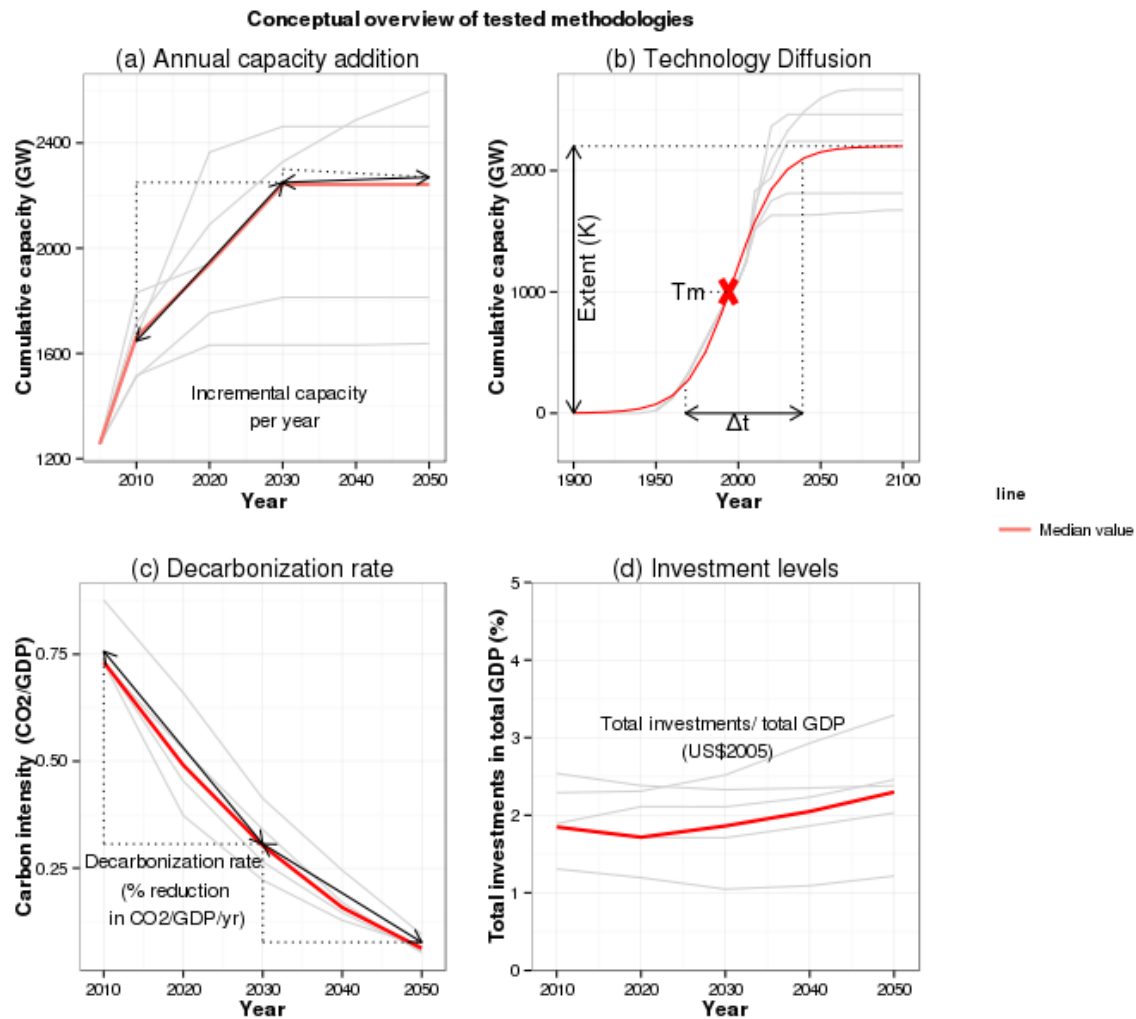 Conceptual overview of tested methodologies
(a) Annual capacity addition
Cumulative capacity (GW)
2400
2000
1600
1200
Incremental capacity
per year
2010 2020 2030 2040 2050
Year
(b) Technology Diffusion
Cumulative capacity (GW)
2000
1000
0
Extent (K)
Tm
Δt
1900 1950 2000 2050 2100
Year
line
Median value
(c) Decarbonization rate
Carbon intensity (CO2/GDP)
0.75
0.50
0.25
Decarbonization rate
(% reduction
in CO2/GDP/yr)
2010 2020 2030 2040 2050
Year
(d) Investment levels
Total investments in total GDP (%)
5
4
3
2
1
0
Total investments/ total GDP
(US$2005)
2010 2020 2030 2040 2050
Year